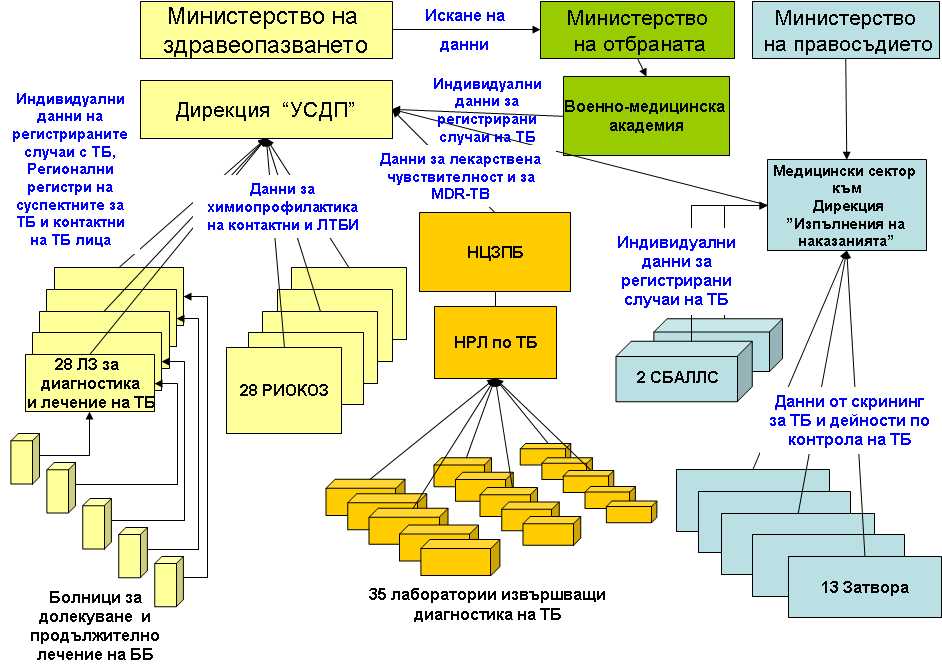 Министерство на
здравеопазването
Искане на
данни
Министерство
на отбраната
Министерство
на правосъдието
Индивидуални
данни на
регистрираните
случаи с ТБ,
Регионални
регистри на
суспектните за
ТБ и контактни
на ТБ лица
Дирекция “УСДП”
Индивидуални
данни за
регистрирани
случаи на ТБ
Военно-медицинска
академия
Данни за лекарствена
чувствителност и за
MDR-TB
Медицински сектор
към
Дирекция
”Изпълнения на
наказанията”
Данни за
химиопрофилактика
на контактни и ЛТБИ
НЦЗПБ
Индивидуални
данни за
регистрирани
случаи на ТБ
НРЛ по ТБ
28 ЛЗ за
диагностика
и лечение на ТБ
28 РИОКОЗ
2 СБАЛЛС
Данни от скрининг
за ТБ и дейности по
контрола на ТБ
13 Затвора
Болници за
долекуване и
продължително
лечение на ББ
35 лаборатории извършващи
диагностика на ТБ